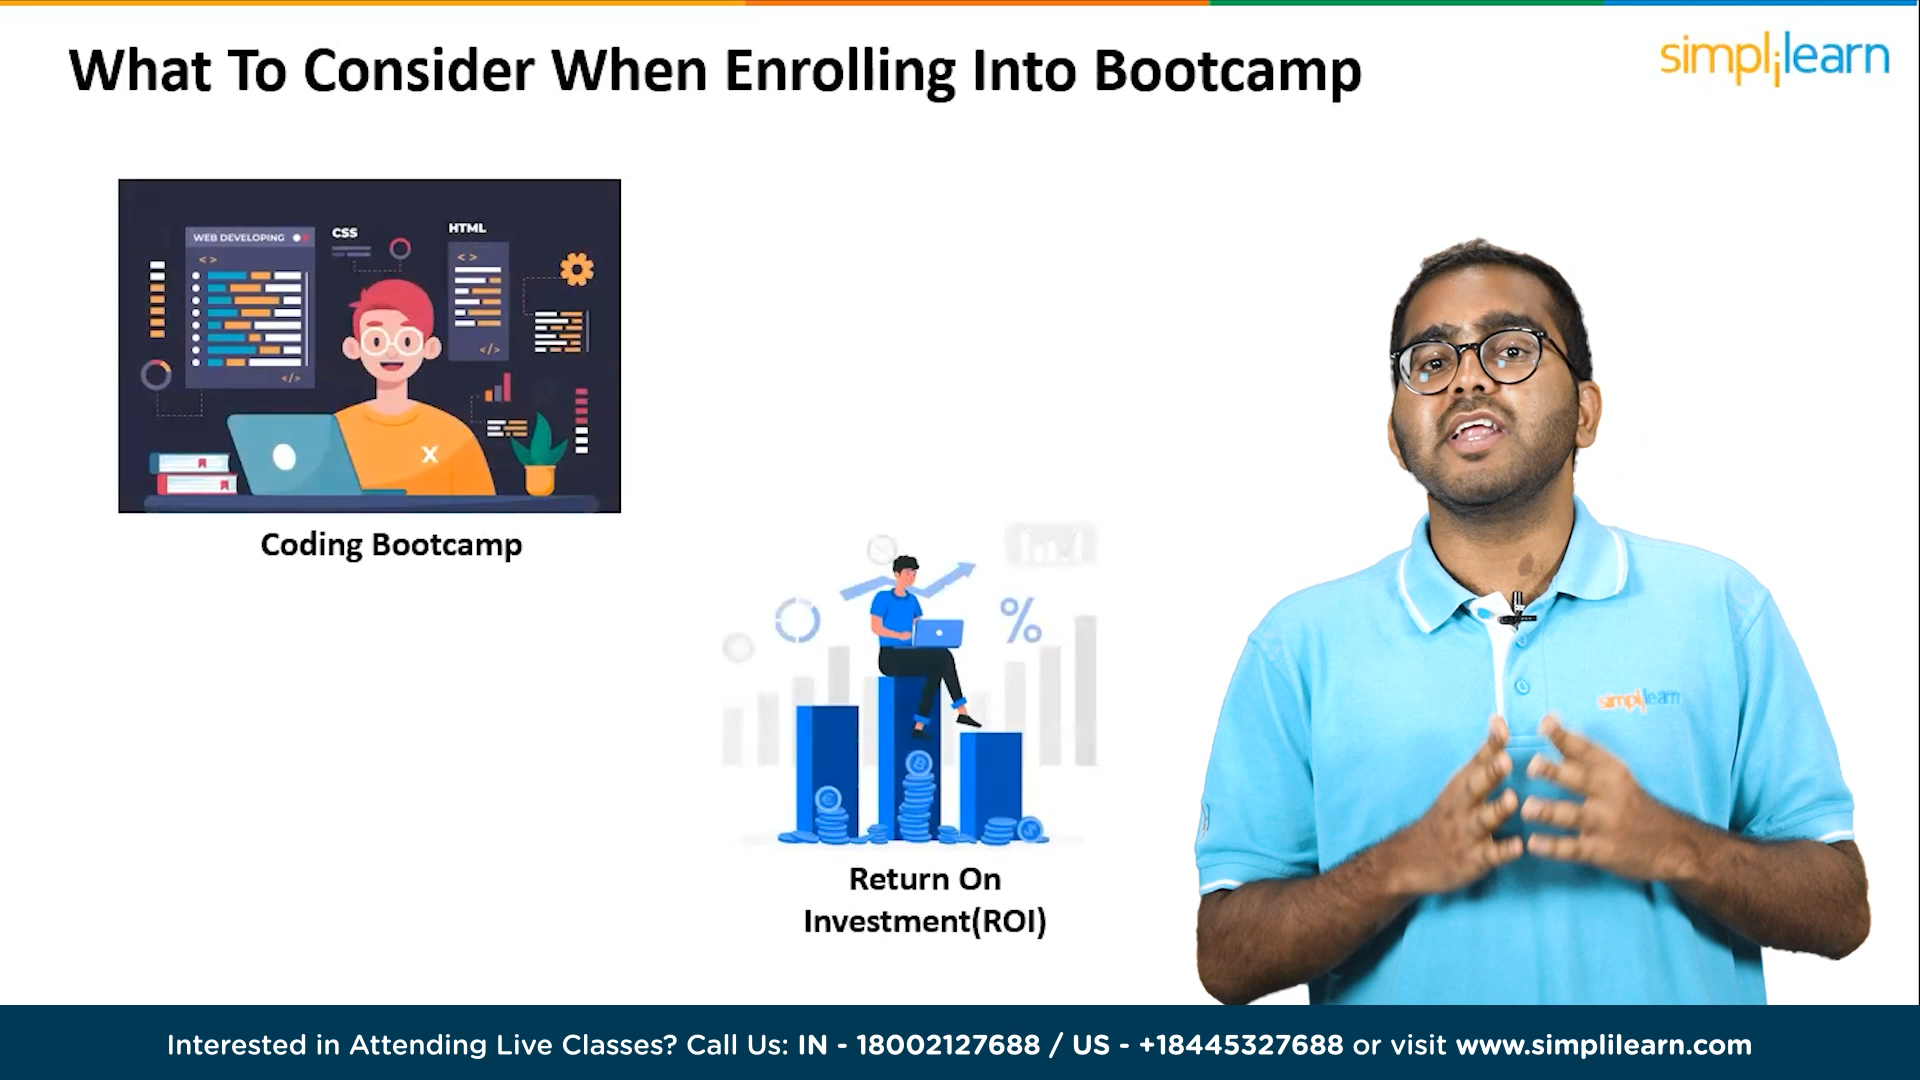 What To Consider When Enrolling Into Bootcamp
simplilearn
WEB DEVELOPING
CSS
HTML
< >
< >
</>
</>
X
Coding Bootcamp
%
simplilearn
Return On
Investment(ROI)
Interested in Attending Live Classes? Call Us: IN - 18002127688 / US - +18445327688 or visit www.simplilearn.com